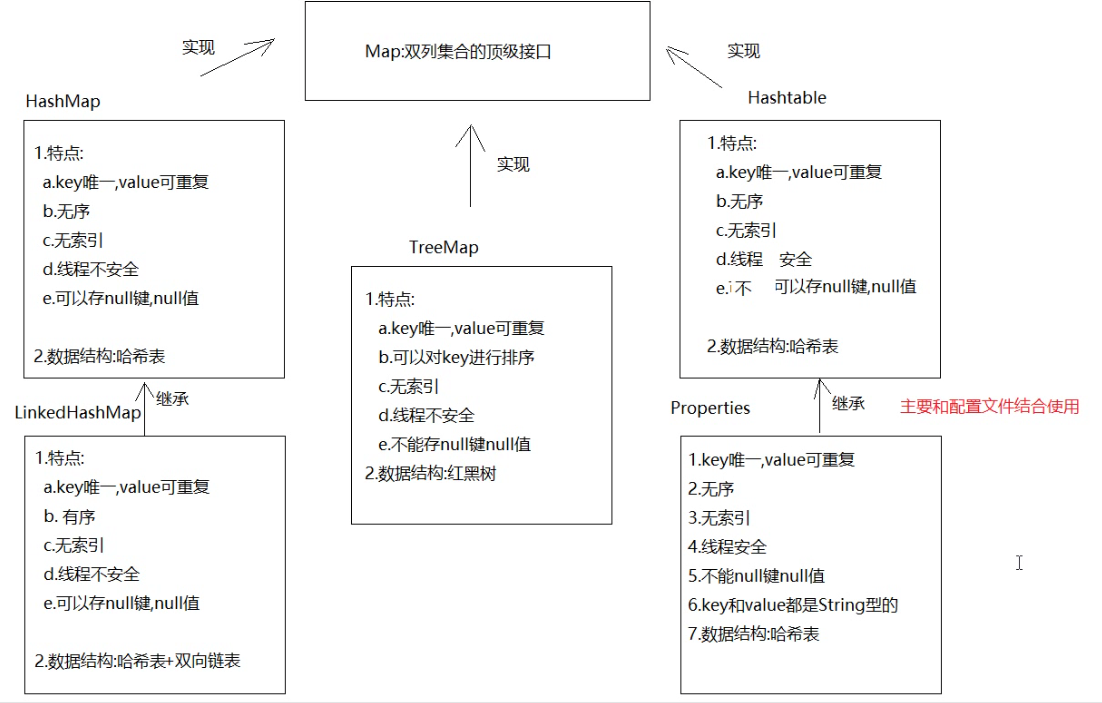 Map:双列集合的顶级接口
实现
实现
实现
HashMap
1.特点:
a.key唯一,value可重复
b.无序
c.无索引
d.线程不安全
e.可以存null键,null值
2.数据结构:哈希表
继承
LinkedHashMap
1.特点:
a.key唯一,value可重复
b. 有序
c.无索引
d.线程不安全
e.可以存null键,null值
2.数据结构:哈希表+双向链表
TreeMap
1.特点:
a.key唯一,value可重复
b.可以对key进行排序
c.无索引
d.线程不安全
e.不能存null键null值
2.数据结构:红黑树
Hashtable
1.特点:
a.key唯一,value可重复
b.无序
c.无索引
d.线程 安全
e.不 可以存null键,null值
2.数据结构:哈希表
继承
Properties
主要和配置文件结合使用
1.key唯一,value可重复
2.无序
3.无索引
4.线程安全
5.不能null键null值
6.key和value都是String型的
7.数据结构:哈希表